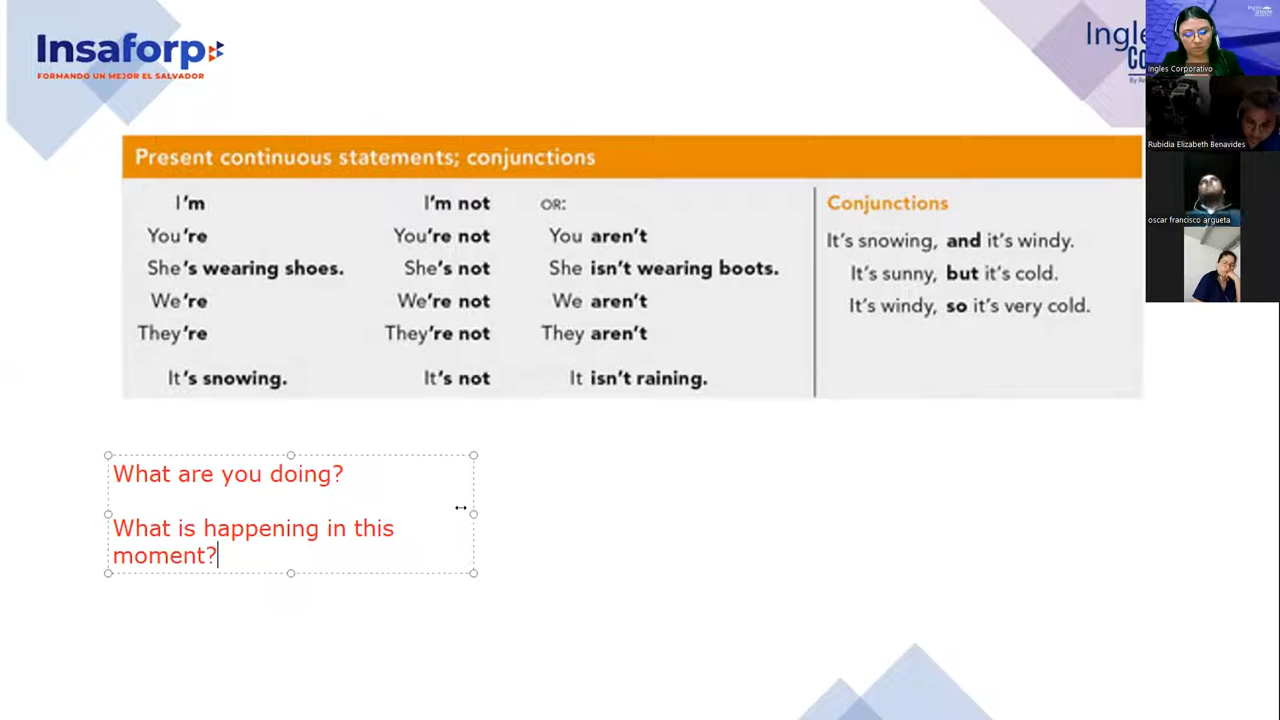 Insaforp
FORMANDO UN MEJOR EL SALVADOR
Ingl
Co
Ingles Corporativo
Rubidia Elizabeth Benavides
oscar francisco argueta
Present continuous statements; conjunctions
I'm I'm not OR:
You're You're not You aren't
She's wearing shoes. She's not She isn't wearing boots.
We're We're not We aren't
They're They're not They aren't
It's snowing. It's not It isn't raining.
Conjunctions
It's snowing, and it's windy.
It's sunny, but it's cold.
It's windy, so it's very cold.
What are you doing?
What is happening in this
moment?